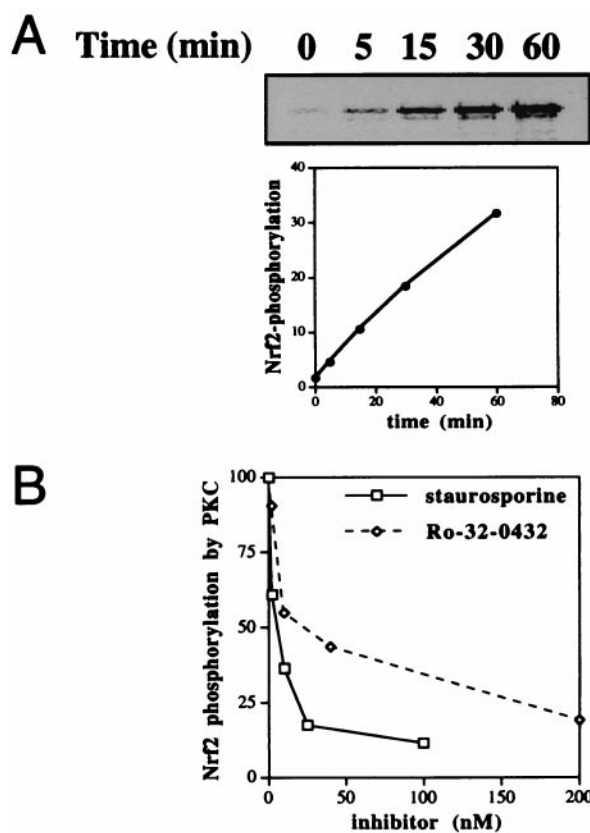 A
Time (min) 0 5 15 30 60
40
30
20
10
0
Nrf2-phosphorylation
0 20 40 60 80
time (min)
B
100
75
50
25
0
Nrf2 phosphorylation by PKC
staurosporine
Ro-32-0432
0 50 100 150 200
inhibitor (nM)